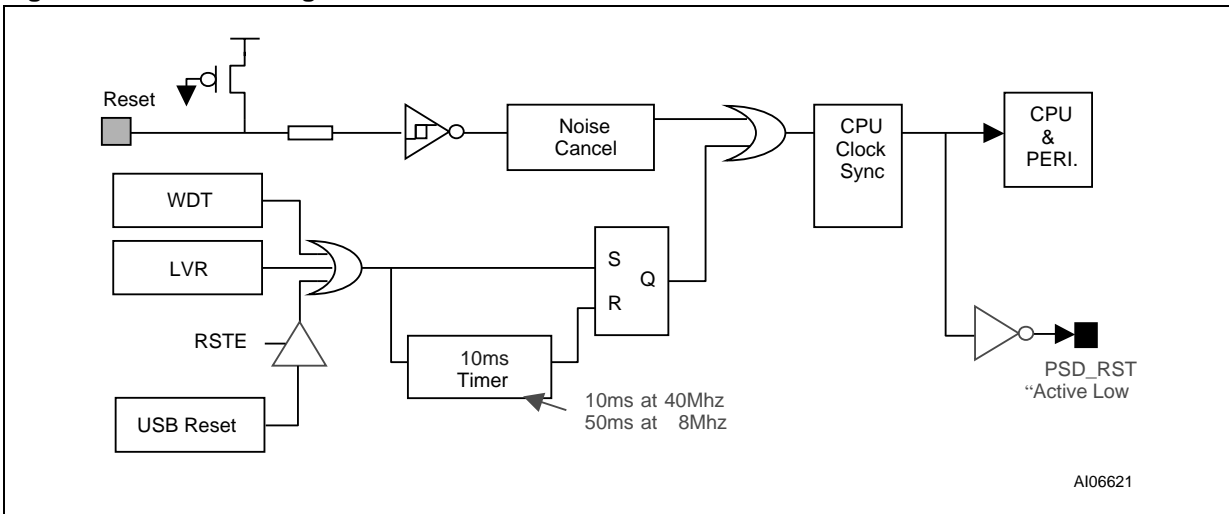 Reset
Noise
Cancel
CPU
Clock
Sync
CPU
&
PERI.
WDT
LVR
S
Q
R
RSTE
10ms
Timer
10ms at 40Mhz
50ms at 8Mhz
USB Reset
PSD_RST
“Active Low
AI06621